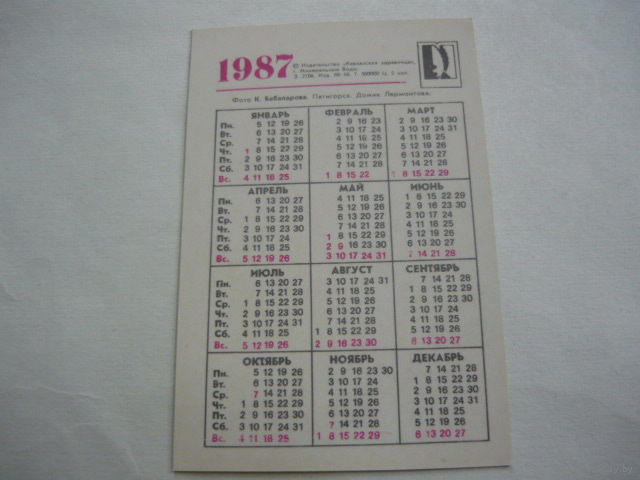 1987
© Издательство «Кавказская здравница»,
г. Минеральные Воды
Фото К. Бабапарова. Пятигорск. Домик Лермонтова.
ЯНВАРЬ ФЕВРАЛЬ МАРТ
Пн. 5 12 19 26 2 9 16 23 2 9 16 23 30
Вт. 6 13 20 27 3 10 17 24 3 10 17 24 31
Ср. 7 14 21 28 4 11 18 25 4 11 18 25
Чт. 1 8 15 22 29 5 12 19 26 5 12 19 26
Пт. 2 9 16 23 30 6 13 20 27 6 13 20 27
Сб. 3 10 17 24 31 7 14 21 28 7 14 21 28
Вс. 4 11 18 25 1 8 15 22 1 8 15 22 29
АПРЕЛЬ МАЙ ИЮНЬ
Пн. 6 13 20 27 4 11 18 25 1 8 15 22 29
Вт. 7 14 21 28 5 12 19 26 2 9 16 23 30
Ср. 1 8 15 22 29 6 13 20 27 3 10 17 24
Чт. 2 9 16 23 30 7 14 21 28 4 11 18 25
Пт. 3 10 17 24 1 8 15 22 29 5 12 19 26
Сб. 4 11 18 25 2 9 16 23 30 6 13 20 27
Вс. 5 12 19 26 3 10 17 24 31 7 14 21 28
ИЮЛЬ АВГУСТ СЕНТЯБРЬ
Пн. 6 13 20 27 3 10 17 24 31 7 14 21 28
Вт. 7 14 21 28 4 11 18 25 1 8 15 22 29
Ср. 1 8 15 22 29 5 12 19 26 2 9 16 23 30
Чт. 2 9 16 23 30 6 13 20 27 3 10 17 24
Пт. 3 10 17 24 31 7 14 21 28 4 11 18 25
Сб. 4 11 18 25 1 8 15 22 29 5 12 19 26
Вс. 5 12 19 26 2 9 16 23 30 6 13 20 27
ОКТЯБРЬ НОЯБРЬ ДЕКАБРЬ
Пн. 5 12 19 26 2 9 16 23 30 7 14 21 28
Вт. 6 13 20 27 3 10 17 24 1 8 15 22 29
Ср. 7 14 21 28 4 11 18 25 2 9 16 23 30
Чт. 1 8 15 22 29 5 12 19 26 3 10 17 24 31
Пт. 2 9 16 23 30 6 13 20 27 4 11 18 25
Сб. 3 10 17 24 31 7 14 21 28 5 12 19 26
Вс. 4 11 18 25 1 8 15 22 29 6 13 20 27